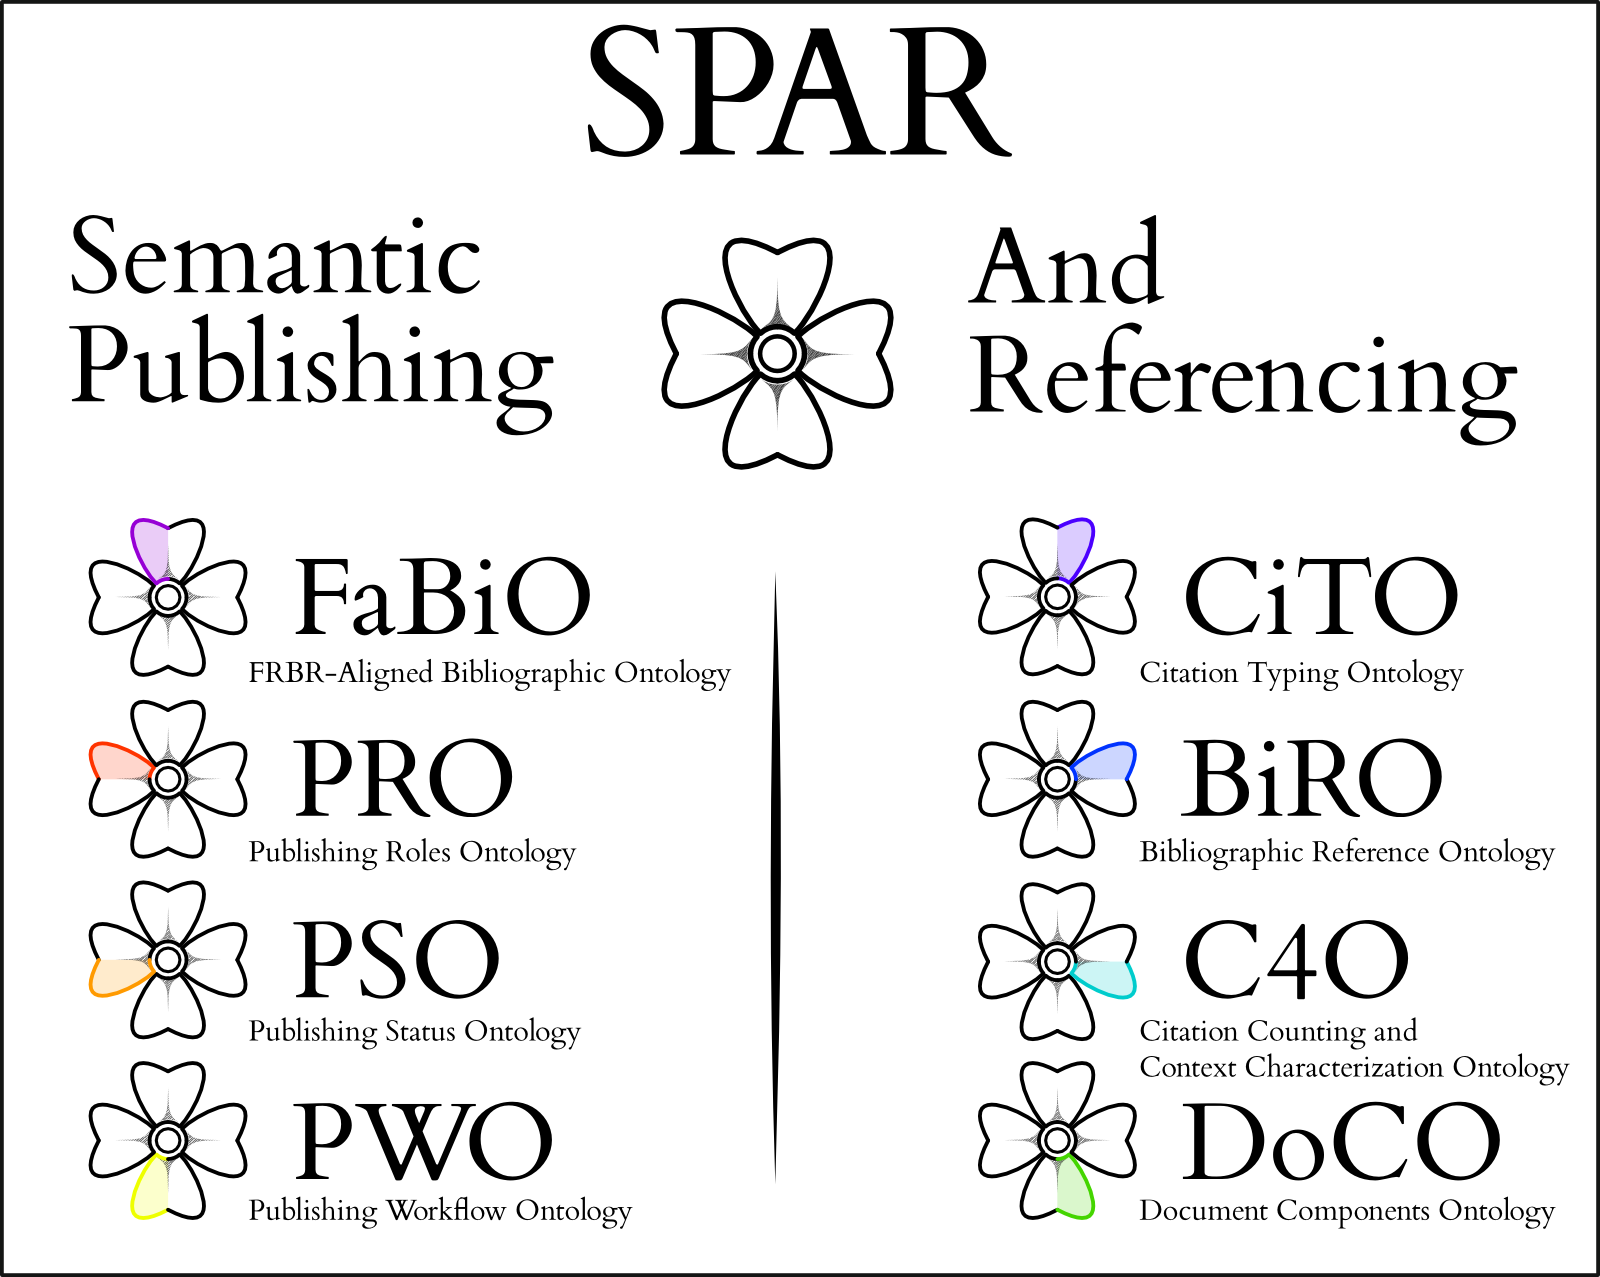 SPAR
Semantic
Publishing
And
Referencing
FaBiO
FRBR-Aligned Bibliographic Ontology
PRO
Publishing Roles Ontology
PSO
Publishing Status Ontology
PWO
Publishing Workflow Ontology
CiTO
Citation Typing Ontology
BiRO
Bibliographic Reference Ontology
C4O
Citation Counting and
Context Characterization Ontology
DoCO
Document Components Ontology